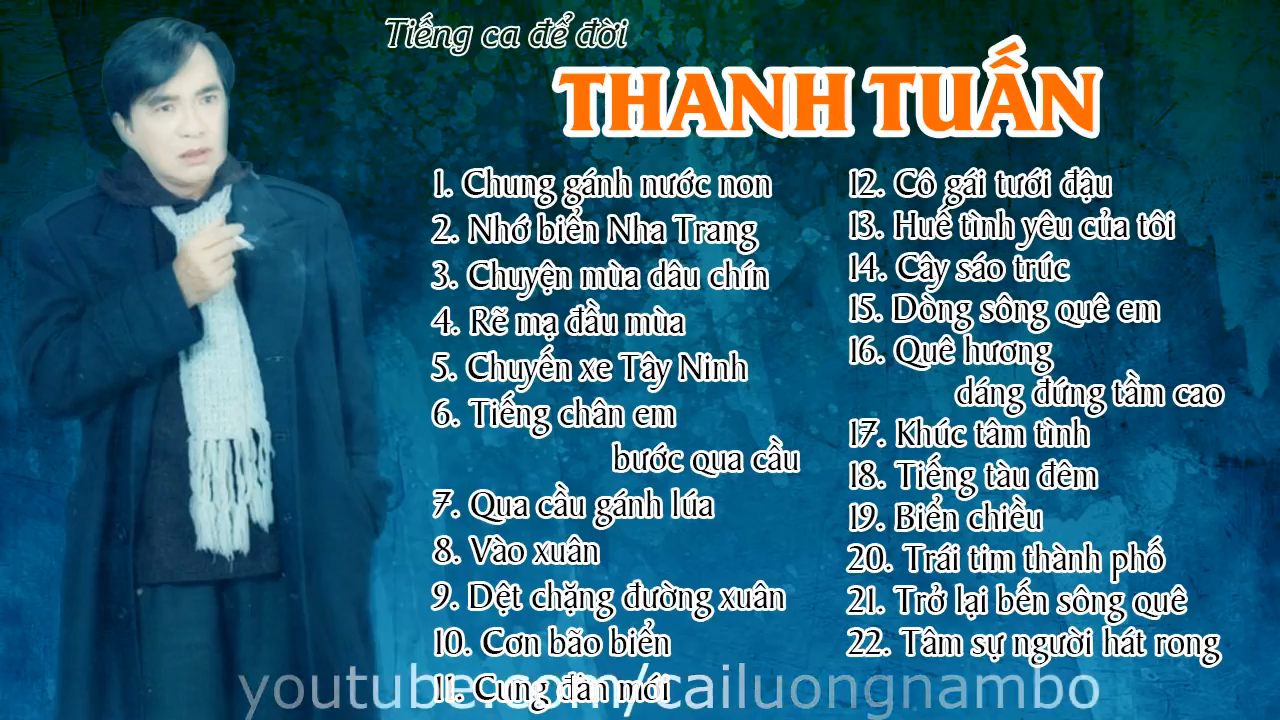 Tiếng ca để đời
THANH TUẤN
1. Chung gánh nước non
2. Nhớ biển Nha Trang
3. Chuyện mùa dâu chín
4. Rẽ mạ đầu mùa
5. Chuyến xe Tây Ninh
6. Tiếng chân em
bước qua cầu
7. Qua cầu gánh lúa
8. Vào xuân
9. Dệt chặng đường xuân
10. Cơn bão biển
11. Cung đàn mới
12. Cô gái tưới đậu
13. Huế tình yêu của tôi
14. Cây sáo trúc
15. Dòng sông quê em
16. Quê hương
dáng đứng tầm cao
17. Khúc tâm tình
18. Tiếng tàu đêm
19. Biển chiều
20. Trái tim thành phố
21. Trở lại bến sông quê
22. Tâm sự người hát rong
youtube.com/cailuongnambo